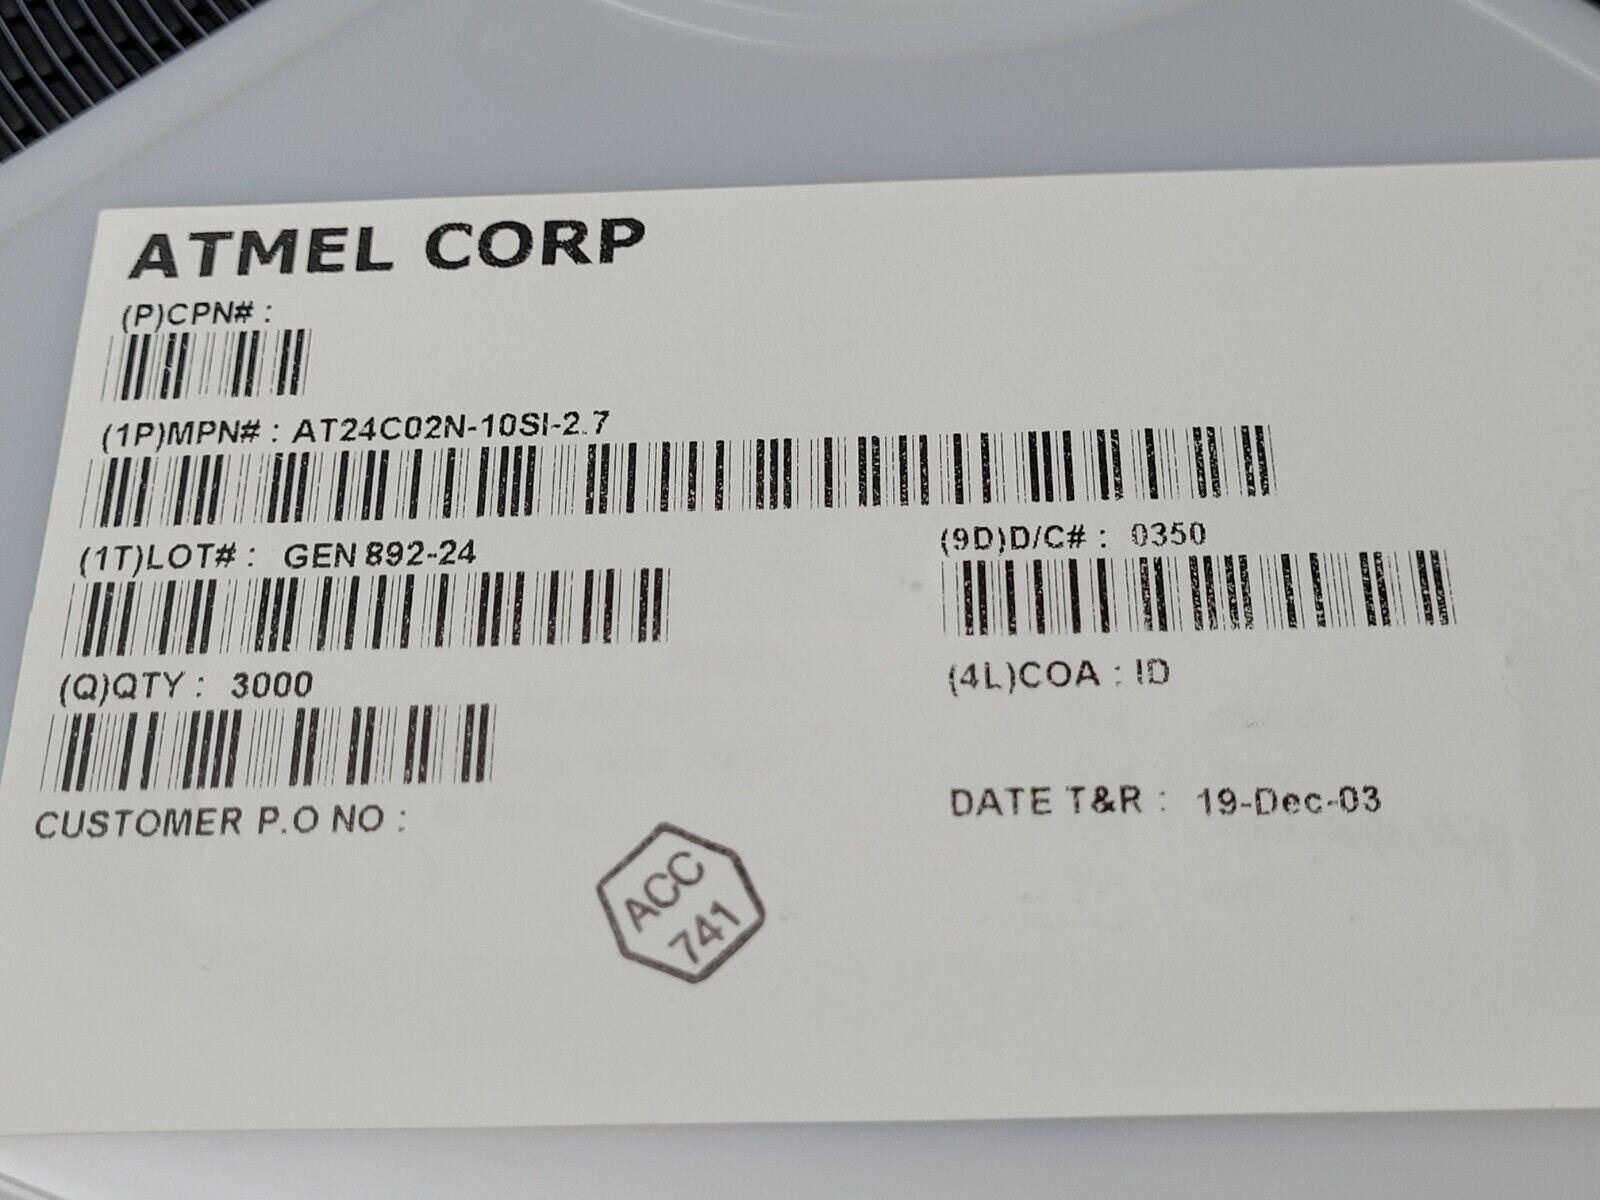 ATMEL CORP
(P)CPN# :
(1P)MPN# : AT24C02N-10SI-2.7
(1T)LOT# : GEN 892-24
(9D)D/C# : 0350
(Q)QTY : 3000
(4L)COA : ID
CUSTOMER P.O NO :
DATE T&R : 19-Dec-03
ACC
741